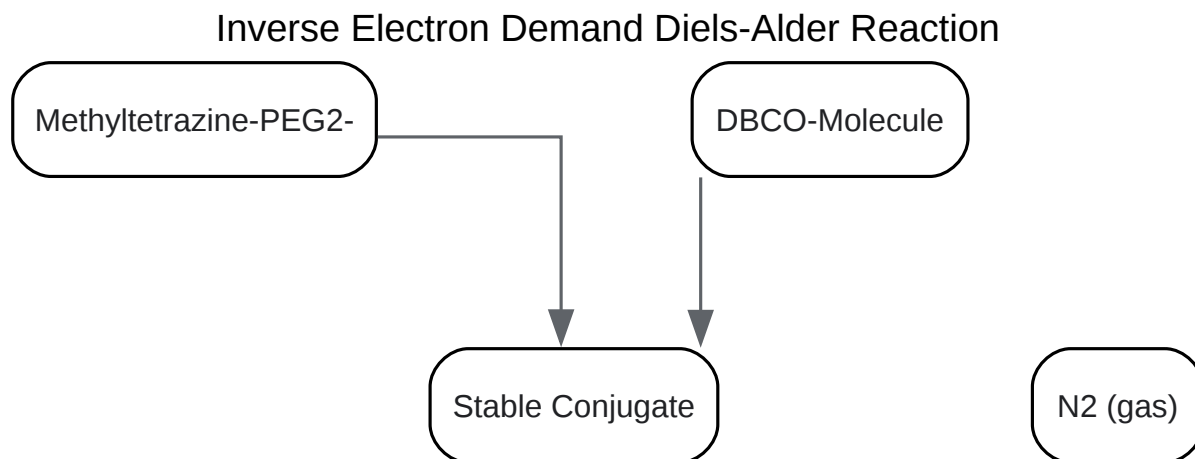 Inverse Electron Demand Diels-Alder Reaction
Methyltetrazine-PEG2-
DBCO-Molecule
Stable Conjugate
N2 (gas)